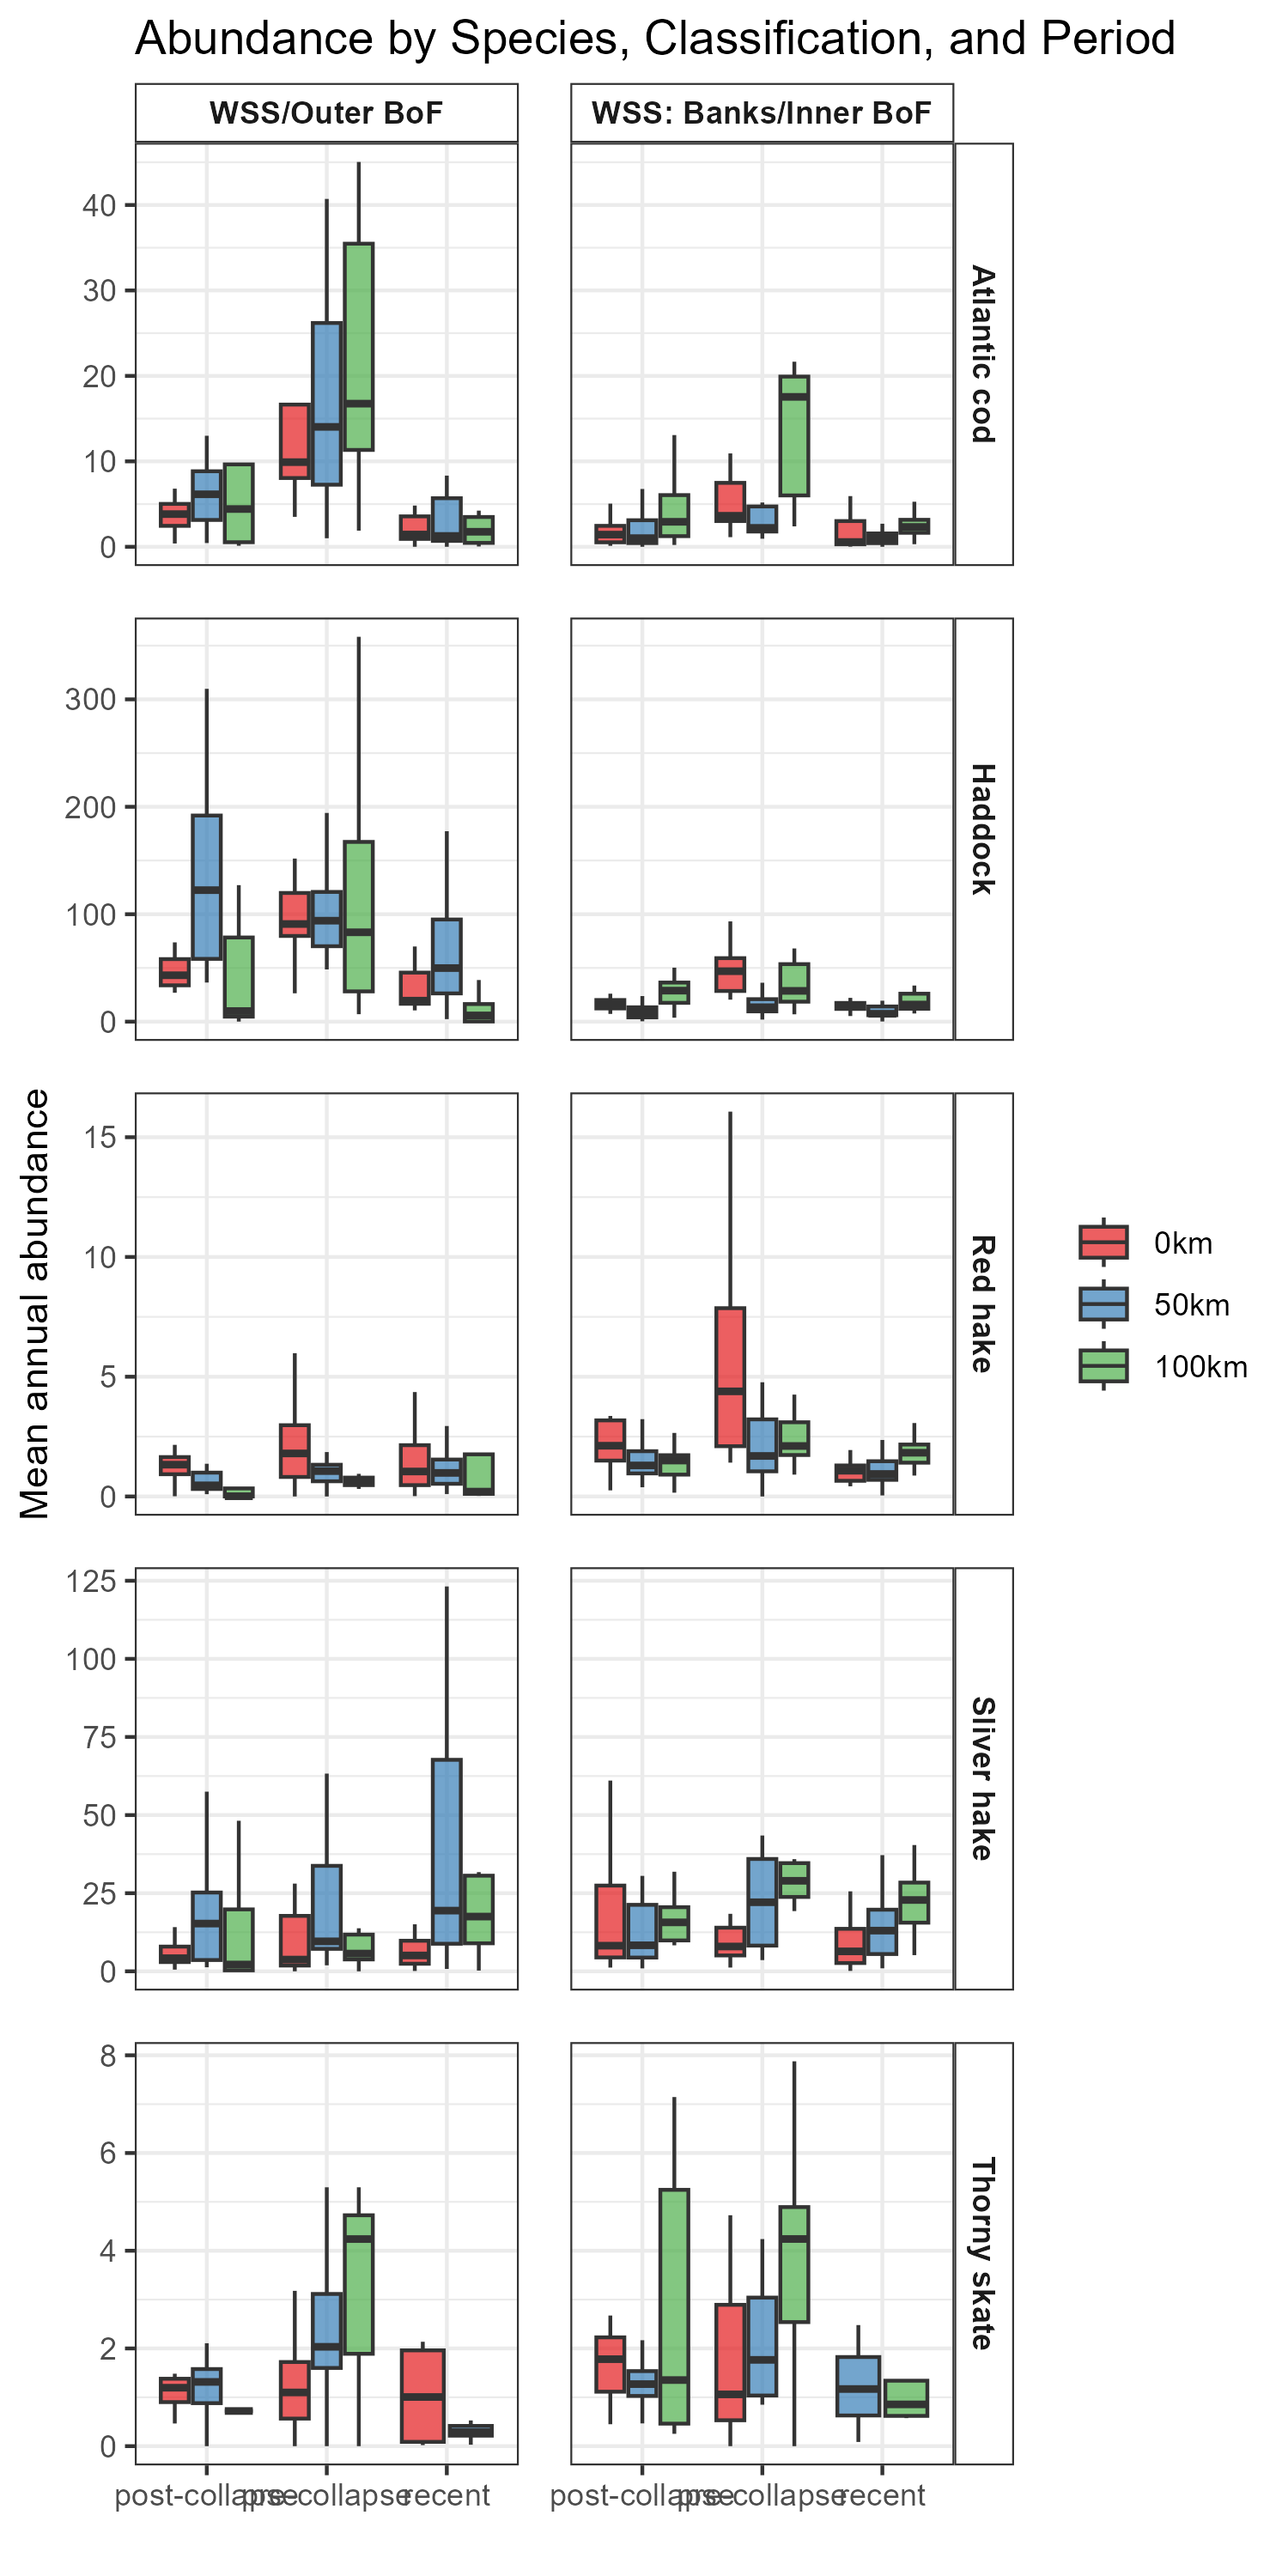 Abundance by Species, Classification, and Period
WSS/Outer BoF
WSS: Banks/Inner BoF
40
30
20
10
0
Atlantic cod
300
200
100
0
Haddock
Mean annual abundance
15
10
5
0
Red hake
0km
50km
100km
125
100
75
50
25
0
Sliver hake
8
6
4
2
0
Thorny skate
post-collapse
pre-collapse
recent
post-collapse
pre-collapse
recent